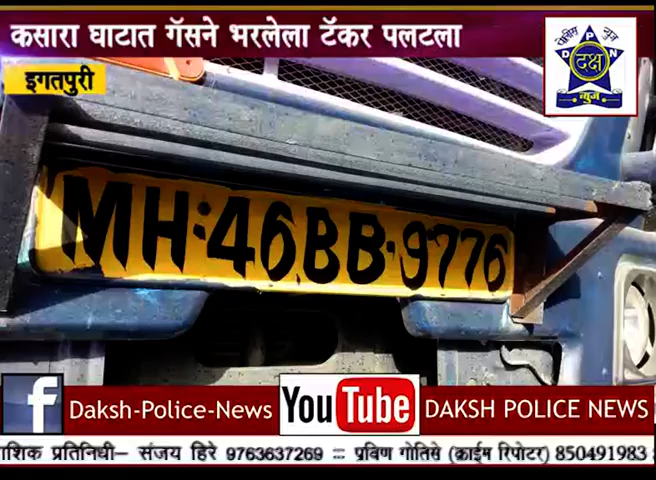 कसारा घाटात गॅसने भरलेला टॅकर पलटला
इगतपुरी
पोलिस न्युज
D P N
दक्ष
न्युज
MH:46BB·9776
f Daksh-Police-News YouTube DAKSH POLICE NEWS
ाशिक प्रतिनिधी– संजय हिरे 9763637269 = प्रविण गोतिसे (क्राईम रिपोटर) 850491983